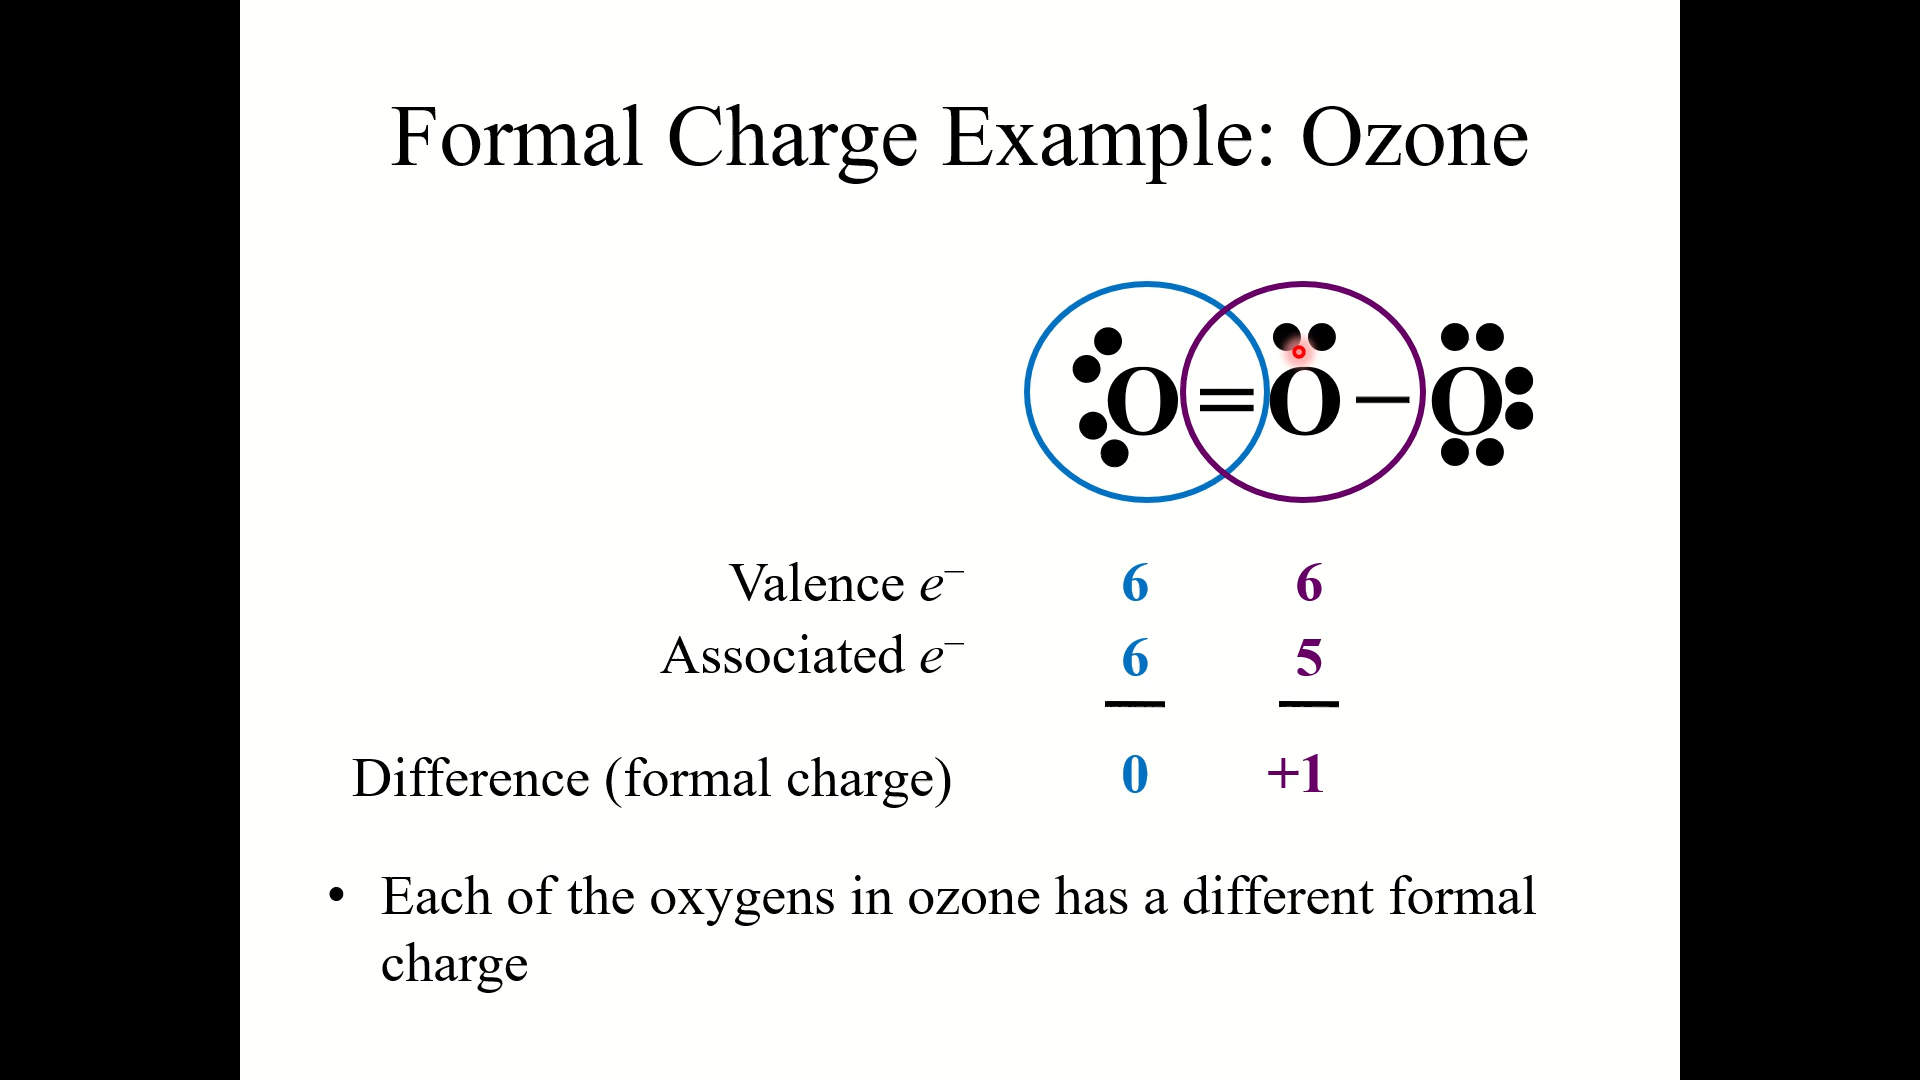 Formal Charge Example: Ozone
O=O–O
Valence e⁻ 6 6
Associated e⁻ 6 5
Difference (formal charge) 0 +1
• Each of the oxygens in ozone has a different formal
charge